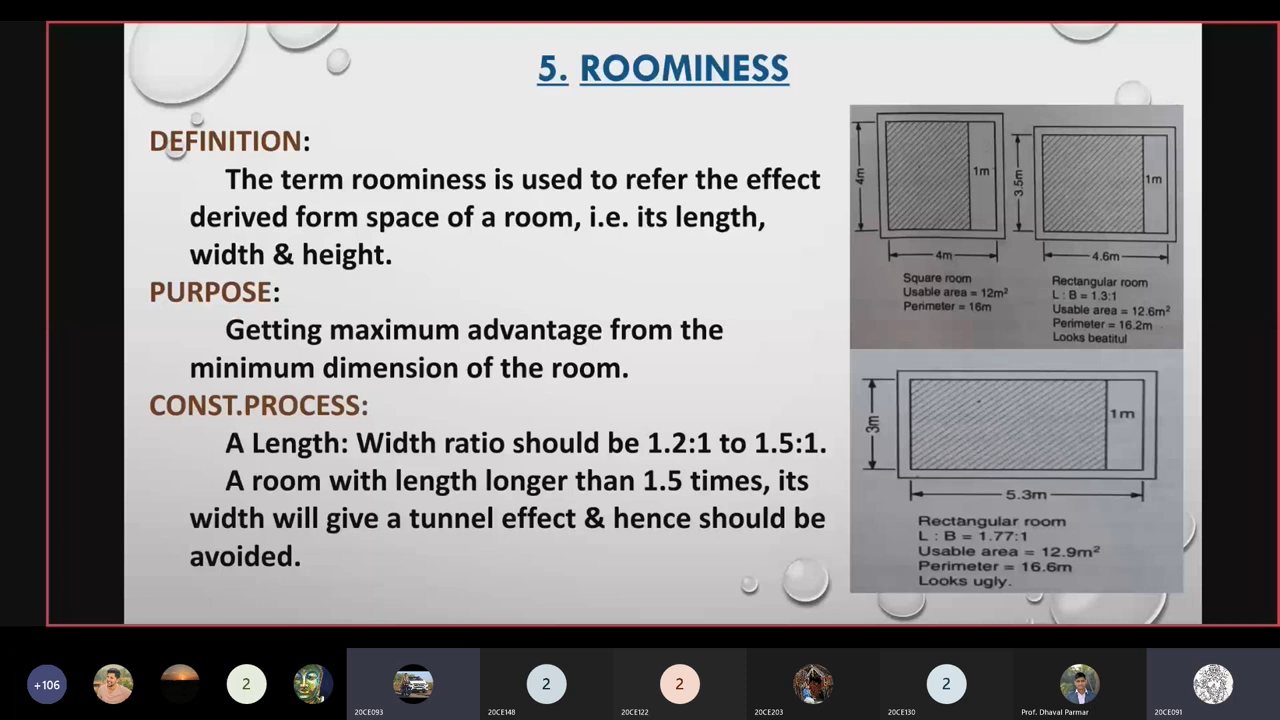 5. ROOMINESS
DEFINITION:
The term roominess is used to refer the effect
derived form space of a room, i.e. its length,
width & height.
PURPOSE:
Getting maximum advantage from the
minimum dimension of the room.
CONST.PROCESS:
A Length: Width ratio should be 1.2:1 to 1.5:1.
A room with length longer than 1.5 times, its
width will give a tunnel effect & hence should be
avoided.
4m
1m
4m
Square room
Usable area = 12m²
Perimeter = 16m
3.5m
1m
4.6m
Rectangular room
L : B = 1.3:1
Usable area = 12.6m²
Perimeter = 16.2m
Looks beatitul
3m
1m
5.3m
Rectangular room
L : B = 1.77:1
Usable area = 12.9m²
Perimeter = 16.6m
Looks ugly.
+106
2
20CE093
2
20CE148
2
20CE122
20CE203
2
20CE130
Prof. Dhaval Parmar
20CE091